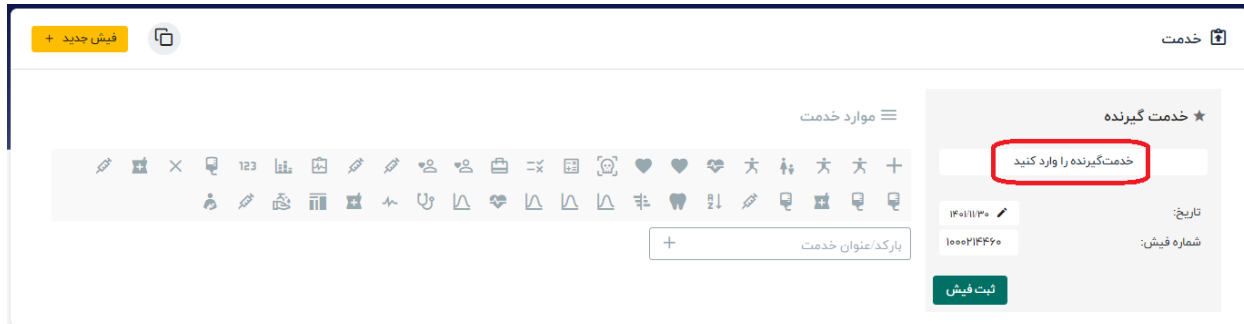 خدمت
فیش جدید +
خدمت گیرنده
خدمت‌گیرنده را وارد کنید
تاریخ:
۱۴۰۱/۱۱/۳۰
شماره فیش:
۱۰۰۰۲۱۴۴۶۰
ثبت فیش
موارد خدمت
123
بارکد/عنوان خدمت